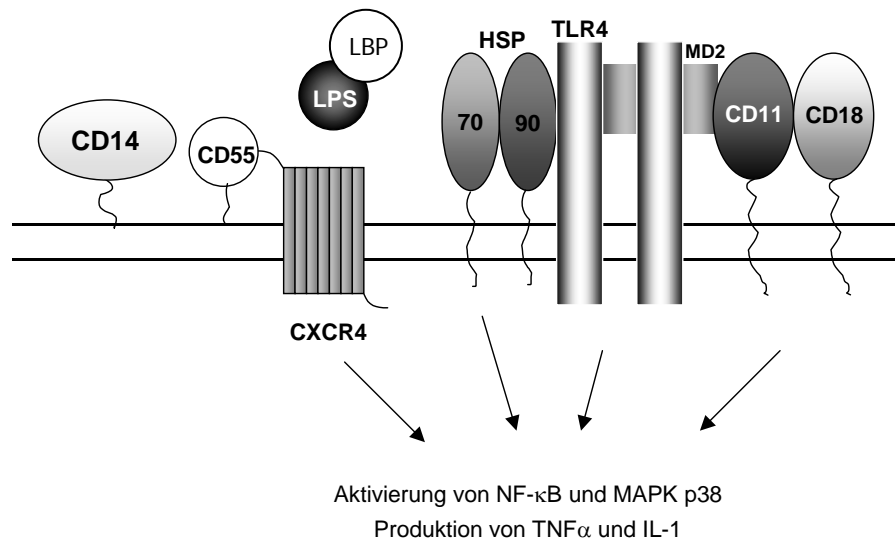 LBP
LPS
HSP
TLR4
MD2
70
90
CD11
CD18
CD14
CD55
CXCR4
Aktivierung von NF-κB und MAPK p38
Produktion von TNFα und IL-1